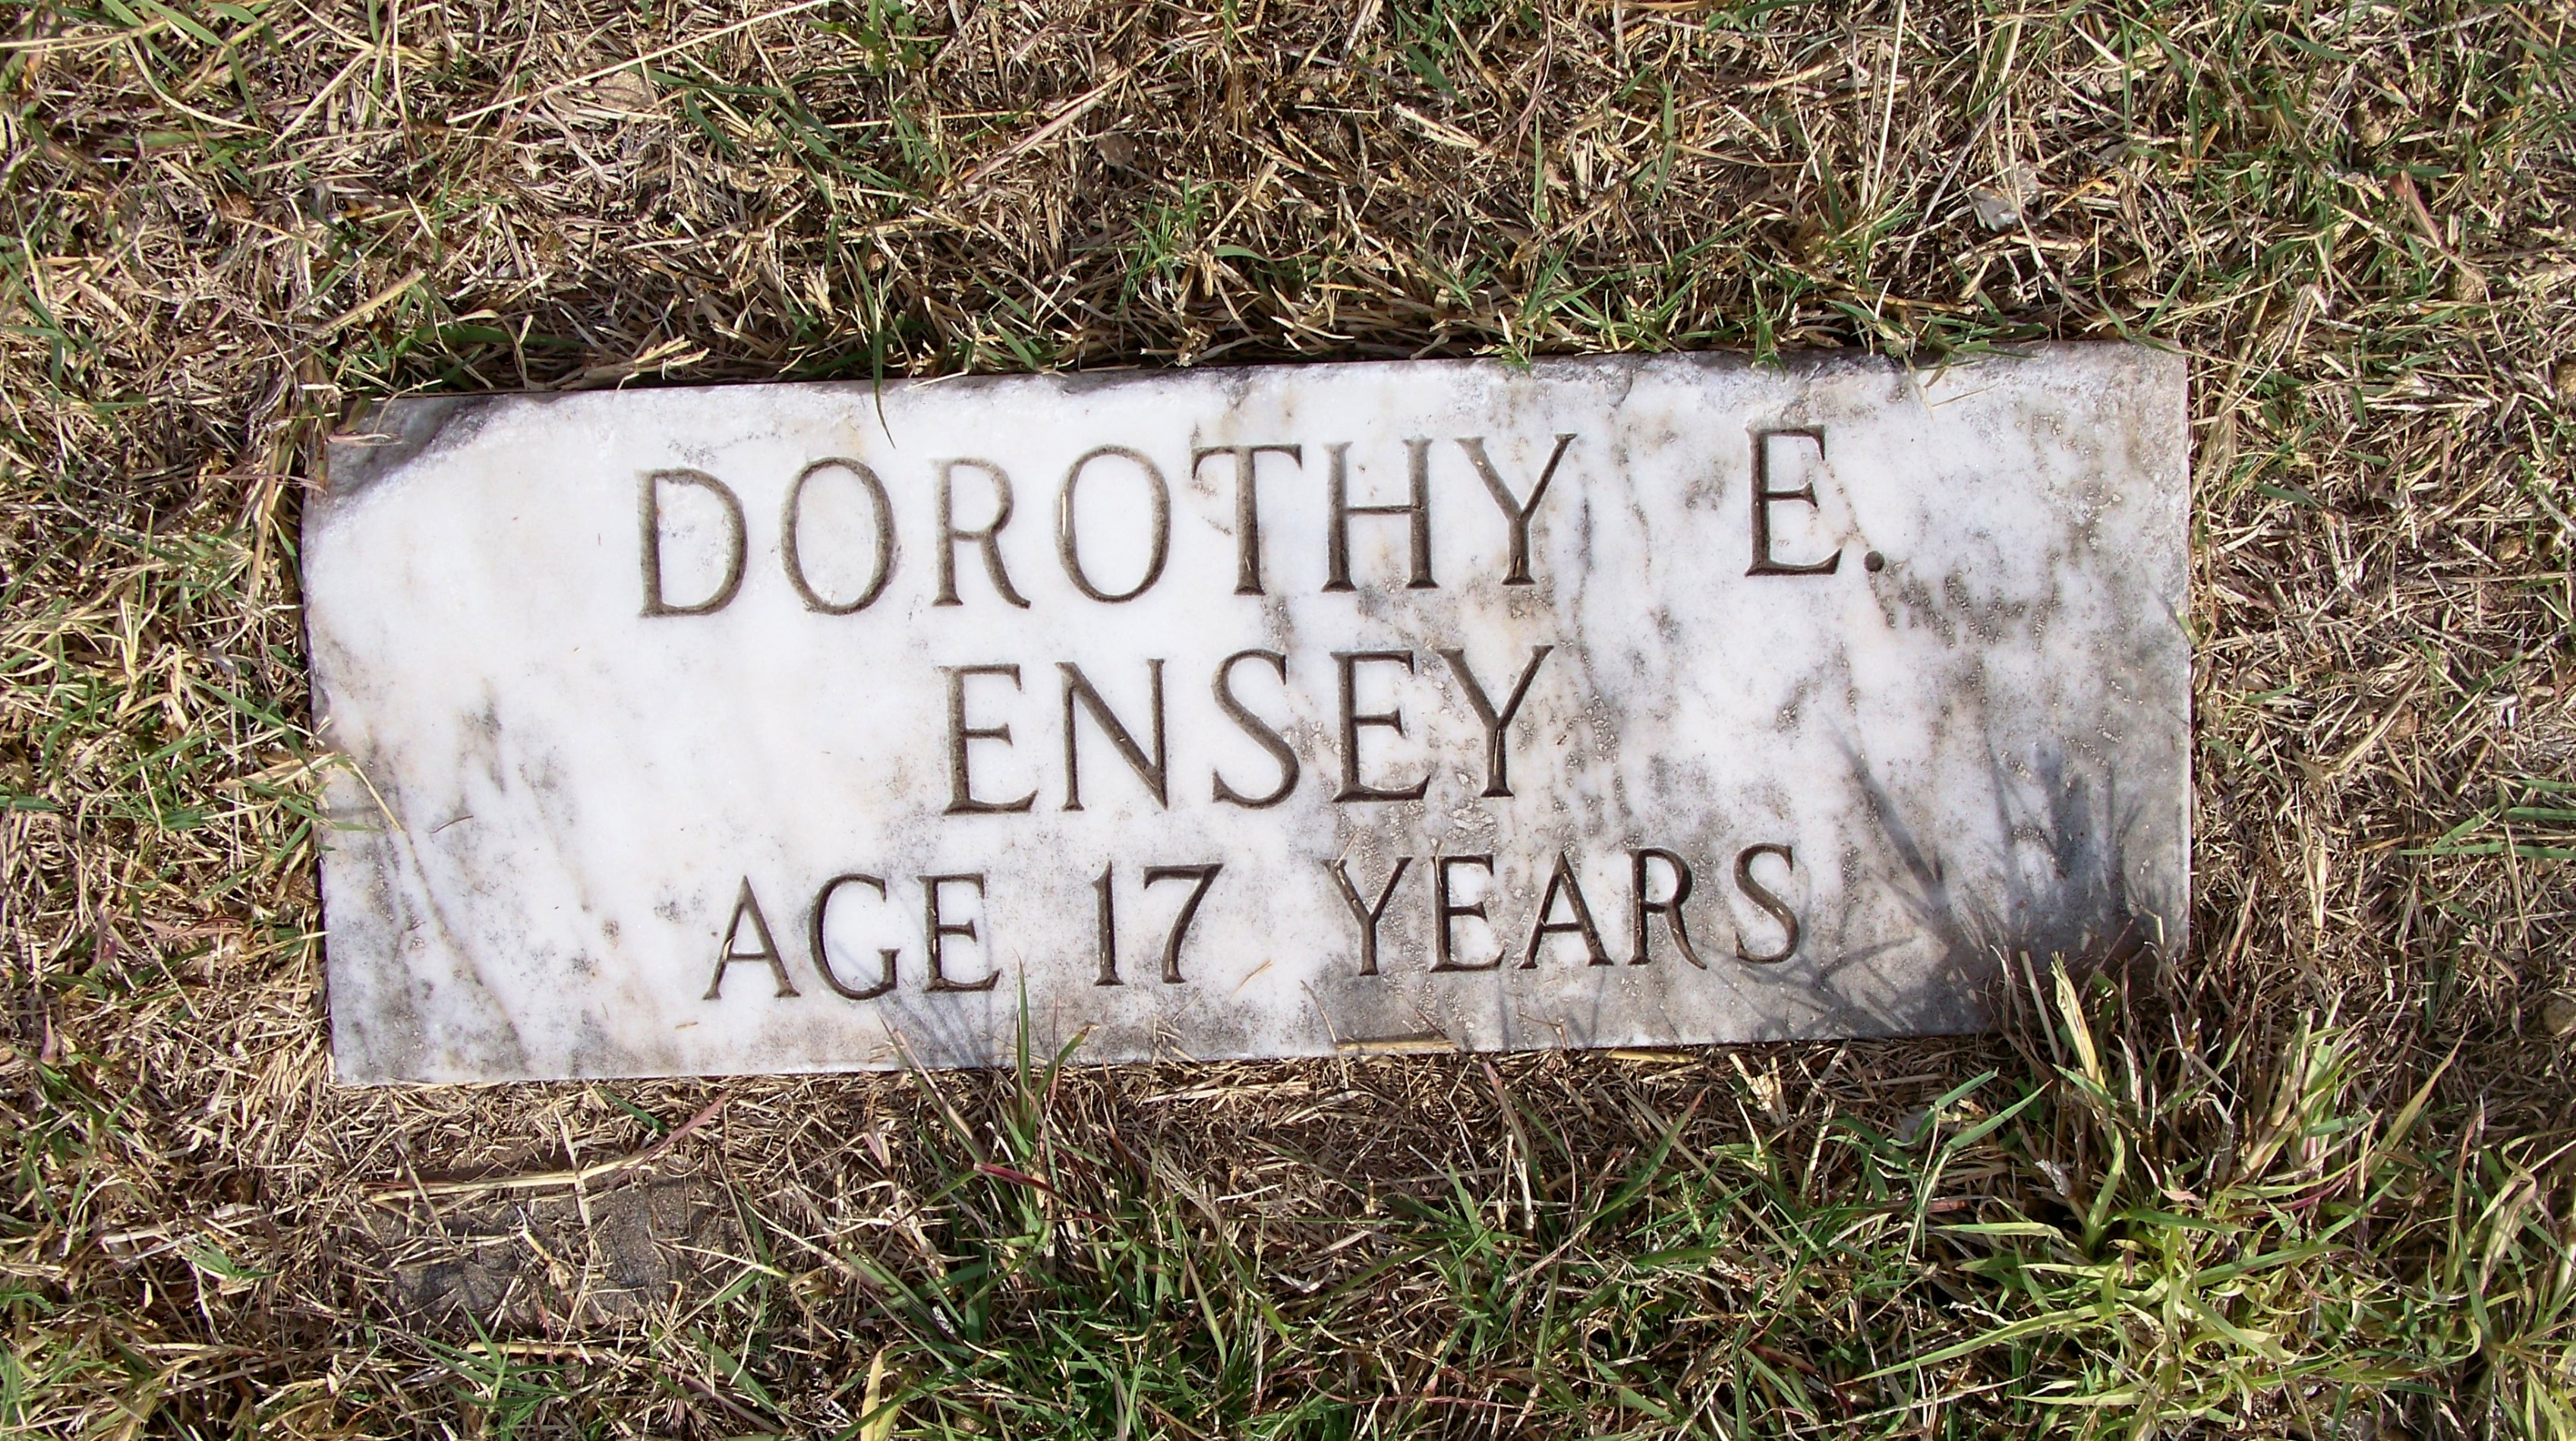 DOROTHY E.
ENSEY
AGE 17 YEARS